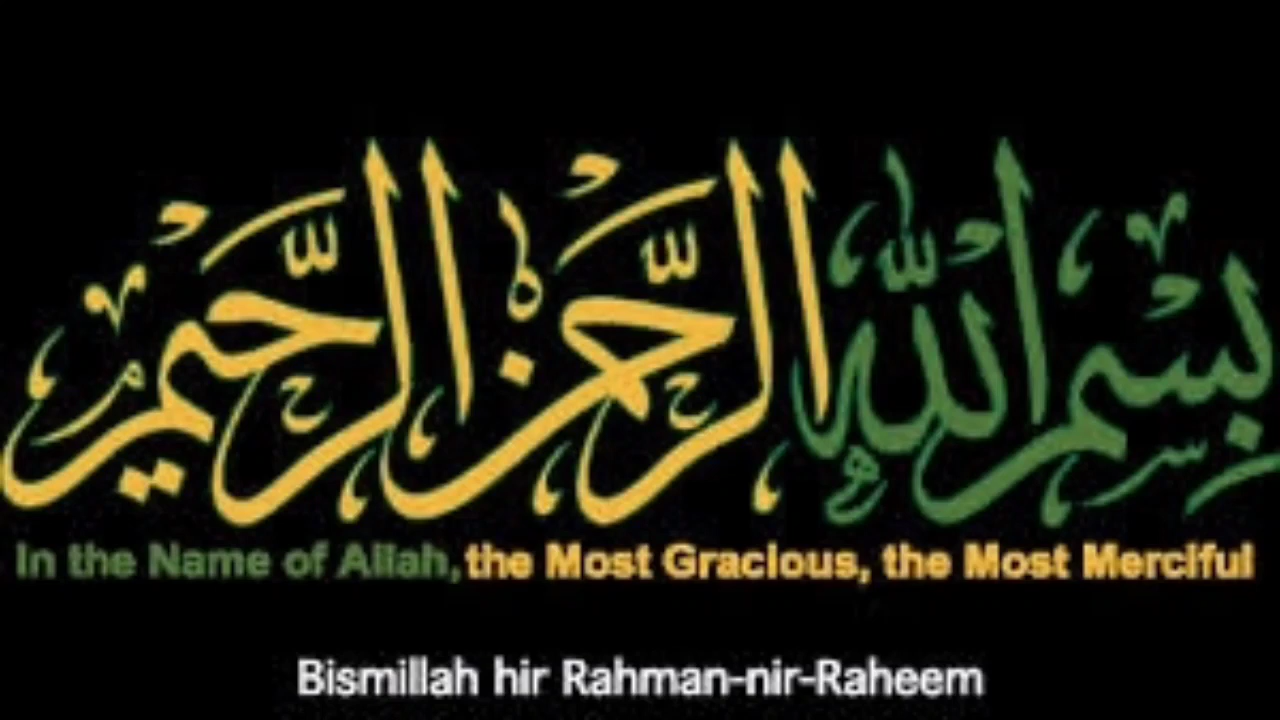 بسم الله الرحمن الرحيم
In the Name of Allah, the Most Gracious, the Most Merciful
Bismillah hir Rahman-nir-Raheem